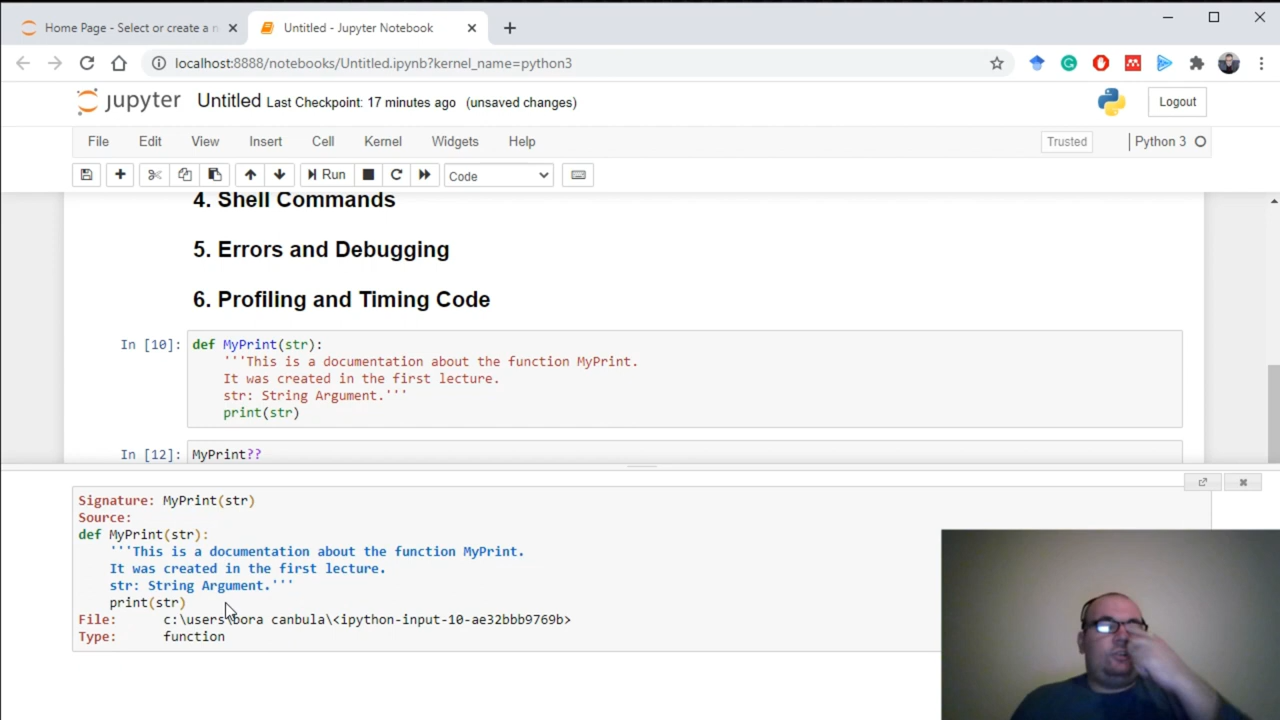 Home Page - Select or create a n
Untitled - Jupyter Notebook
localhost:8888/notebooks/Untitled.ipynb?kernel_name=python3
jupyter Untitled Last Checkpoint: 17 minutes ago (unsaved changes)
Logout
File Edit View Insert Cell Kernel Widgets Help
Trusted
Python 3
Run
Code
4. Shell Commands
5. Errors and Debugging
6. Profiling and Timing Code
In [10]: def MyPrint(str):
'''This is a documentation about the function MyPrint.
It was created in the first lecture.
str: String Argument.'''
print(str)
In [12]: MyPrint??
Signature: MyPrint(str)
Source:
def MyPrint(str):
'''This is a documentation about the function MyPrint.
It was created in the first lecture.
str: String Argument.'''
print(str)
File: c:\users\bora canbula\<ipython-input-10-ae32bbb9769b>
Type: function